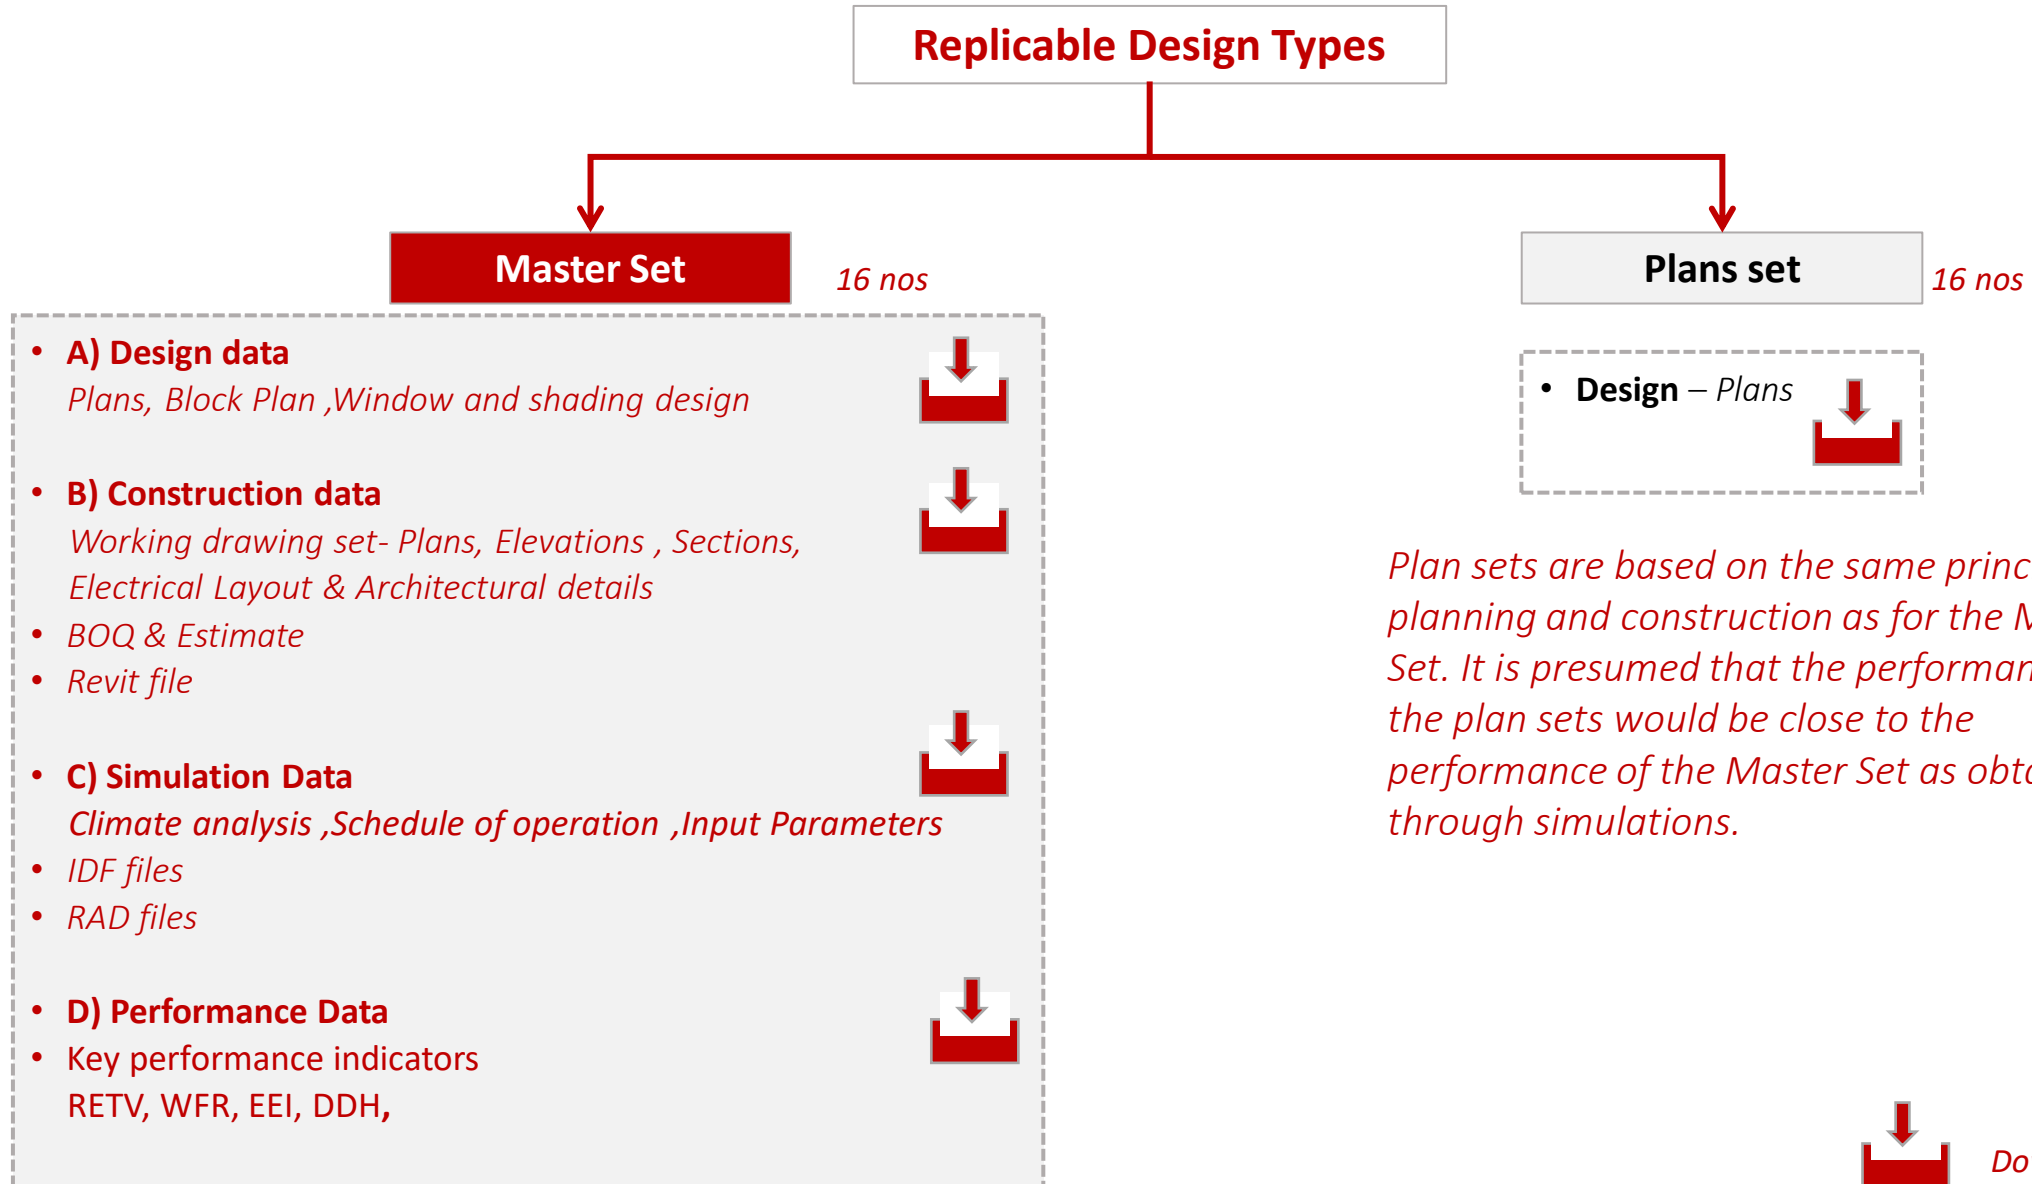 Replicable Design Types
Master Set
16 nos
• A) Design data
Plans, Block Plan ,Window and shading design
• B) Construction data
Working drawing set- Plans, Elevations , Sections,
Electrical Layout & Architectural details
• BOQ & Estimate
• Revit file
• C) Simulation Data
Climate analysis ,Schedule of operation ,Input Parameters
• IDF files
• RAD files
• D) Performance Data
• Key performance indicators
RETV, WFR, EEI, DDH,
Plans set
16 nos
• Design – Plans
Plan sets are based on the same princ
planning and construction as for the M
Set. It is presumed that the performan
the plan sets would be close to the
performance of the Master Set as obta
through simulations.
Do